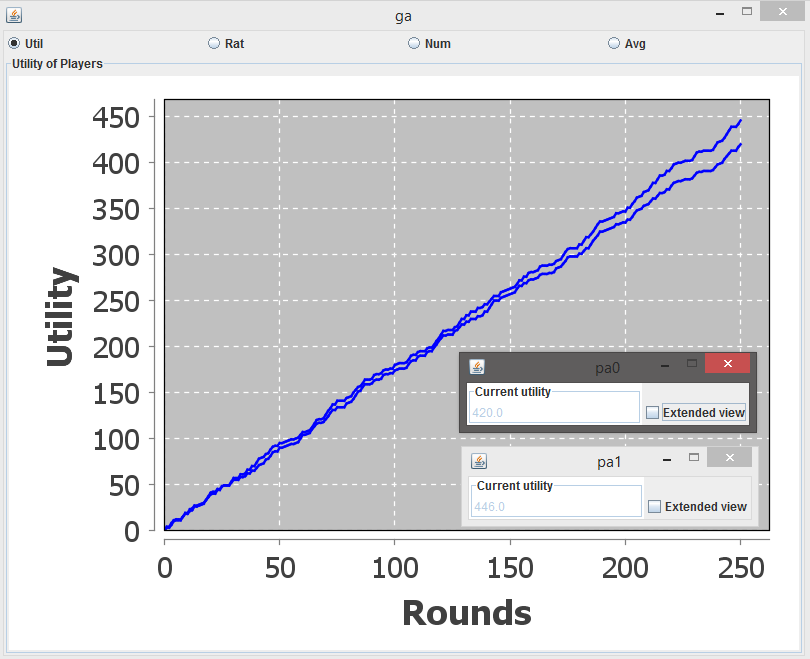 ga
Util Rat Num Avg
Utility of Players
450
400
350
300
250
200
150
100
50
0
Utility
0 50 100 150 200 250
Rounds
pa0
Current utility
420.0
Extended view
pa1
Current utility
446.0
Extended view